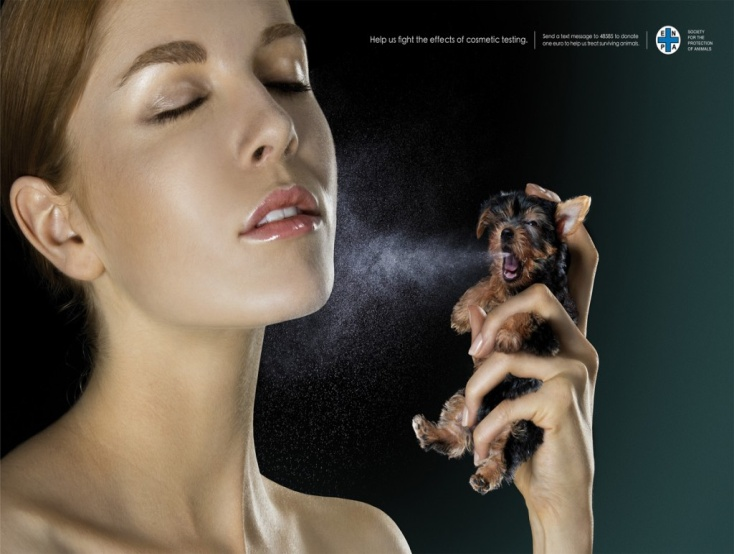 Help us fight the effects of cosmetic testing.
Send a text message to 48585 to donate
one euro to help us treat surviving animals.
E N
P A
SOCIETY
FOR THE
PROTECTION
OF ANIMALS